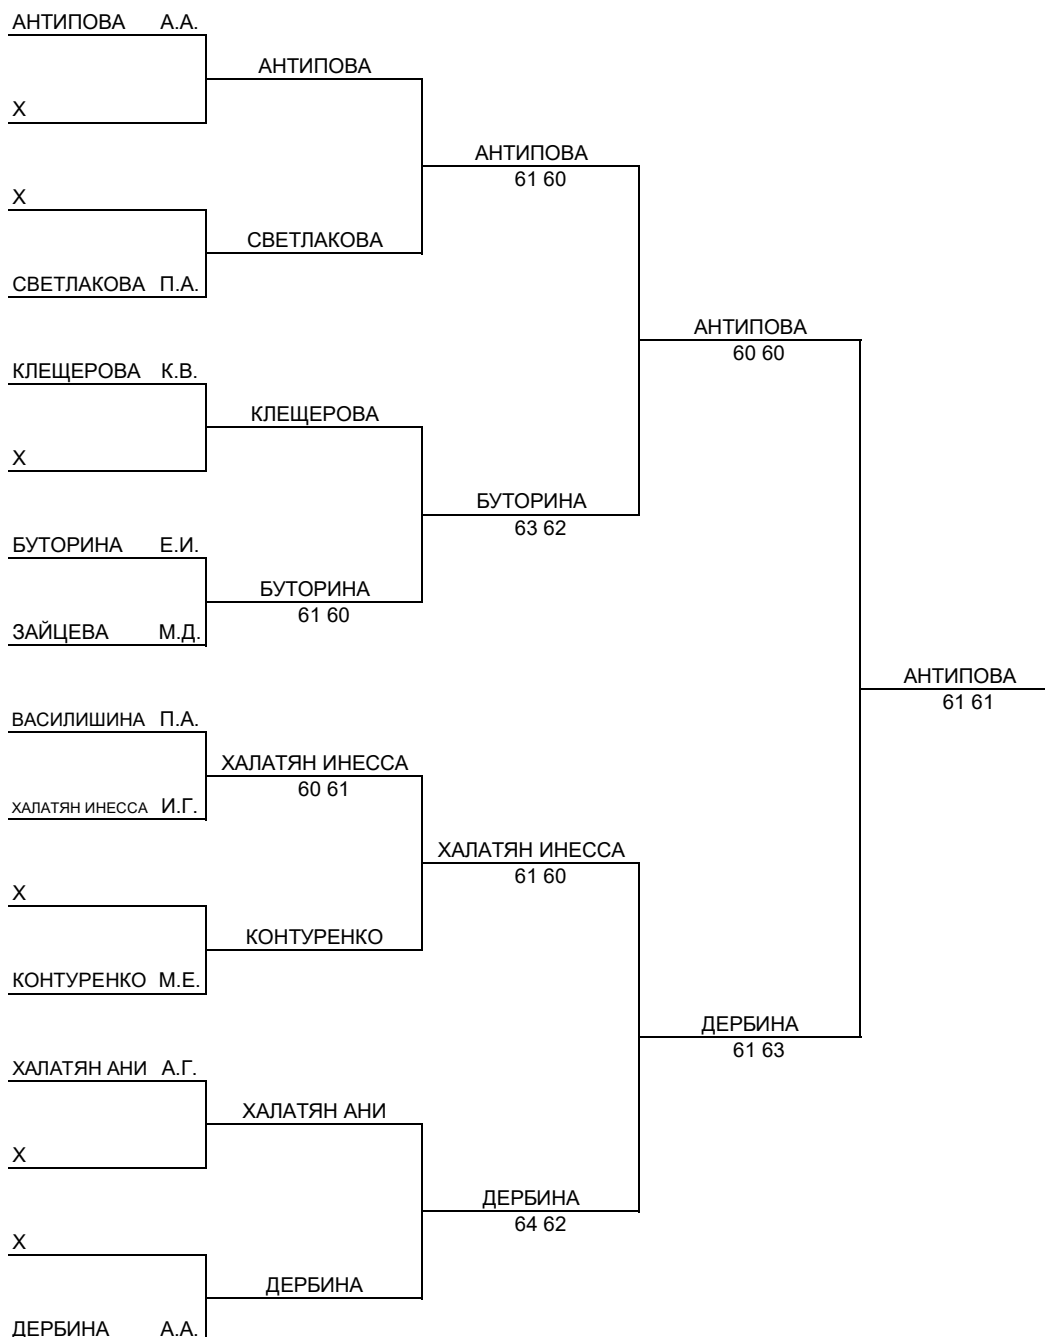 АНТИПОВА А.А.
АНТИПОВА
X
АНТИПОВА
61 60
X
СВЕТЛАКОВА
СВЕТЛАКОВА П.А.
АНТИПОВА
60 60
КЛЕЩЕРОВА К.В.
КЛЕЩЕРОВА
X
БУТОРИНА
63 62
БУТОРИНА Е.И.
БУТОРИНА
61 60
ЗАЙЦЕВА М.Д.
АНТИПОВА
61 61
ВАСИЛИШИНА П.А.
ХАЛАТЯН ИНЕССА
60 61
ХАЛАТЯН ИНЕССА И.Г.
ХАЛАТЯН ИНЕССА
61 60
X
КОНТУРЕНКО
КОНТУРЕНКО М.Е.
ДЕРБИНА
61 63
ХАЛАТЯН АНИ А.Г.
ХАЛАТЯН АНИ
X
ДЕРБИНА
64 62
X
ДЕРБИНА
ДЕРБИНА А.А.